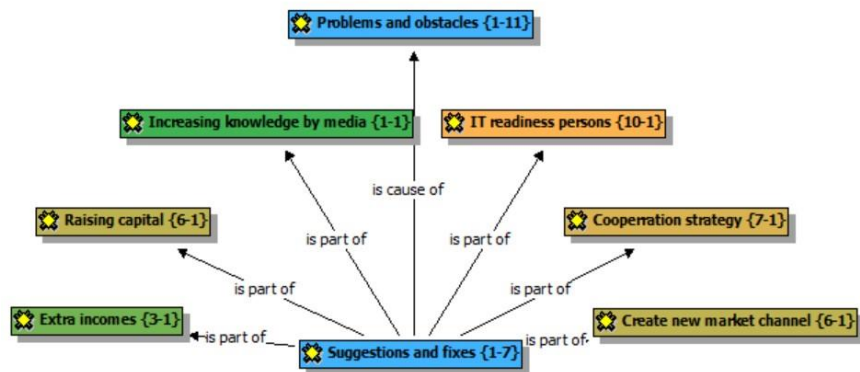 Problems and obstacles {1-11}
Increasing knowledge by media {1-1}
IT readiness persons {10-1}
is cause of
Raising capital {6-1}
Cooperration strategy {7-1}
is part of
is part of
is part of
is part of
Extra incomes {3-1}
Create new market channel {6-1}
is part of
is part of
Suggestions and fixes {1-7}